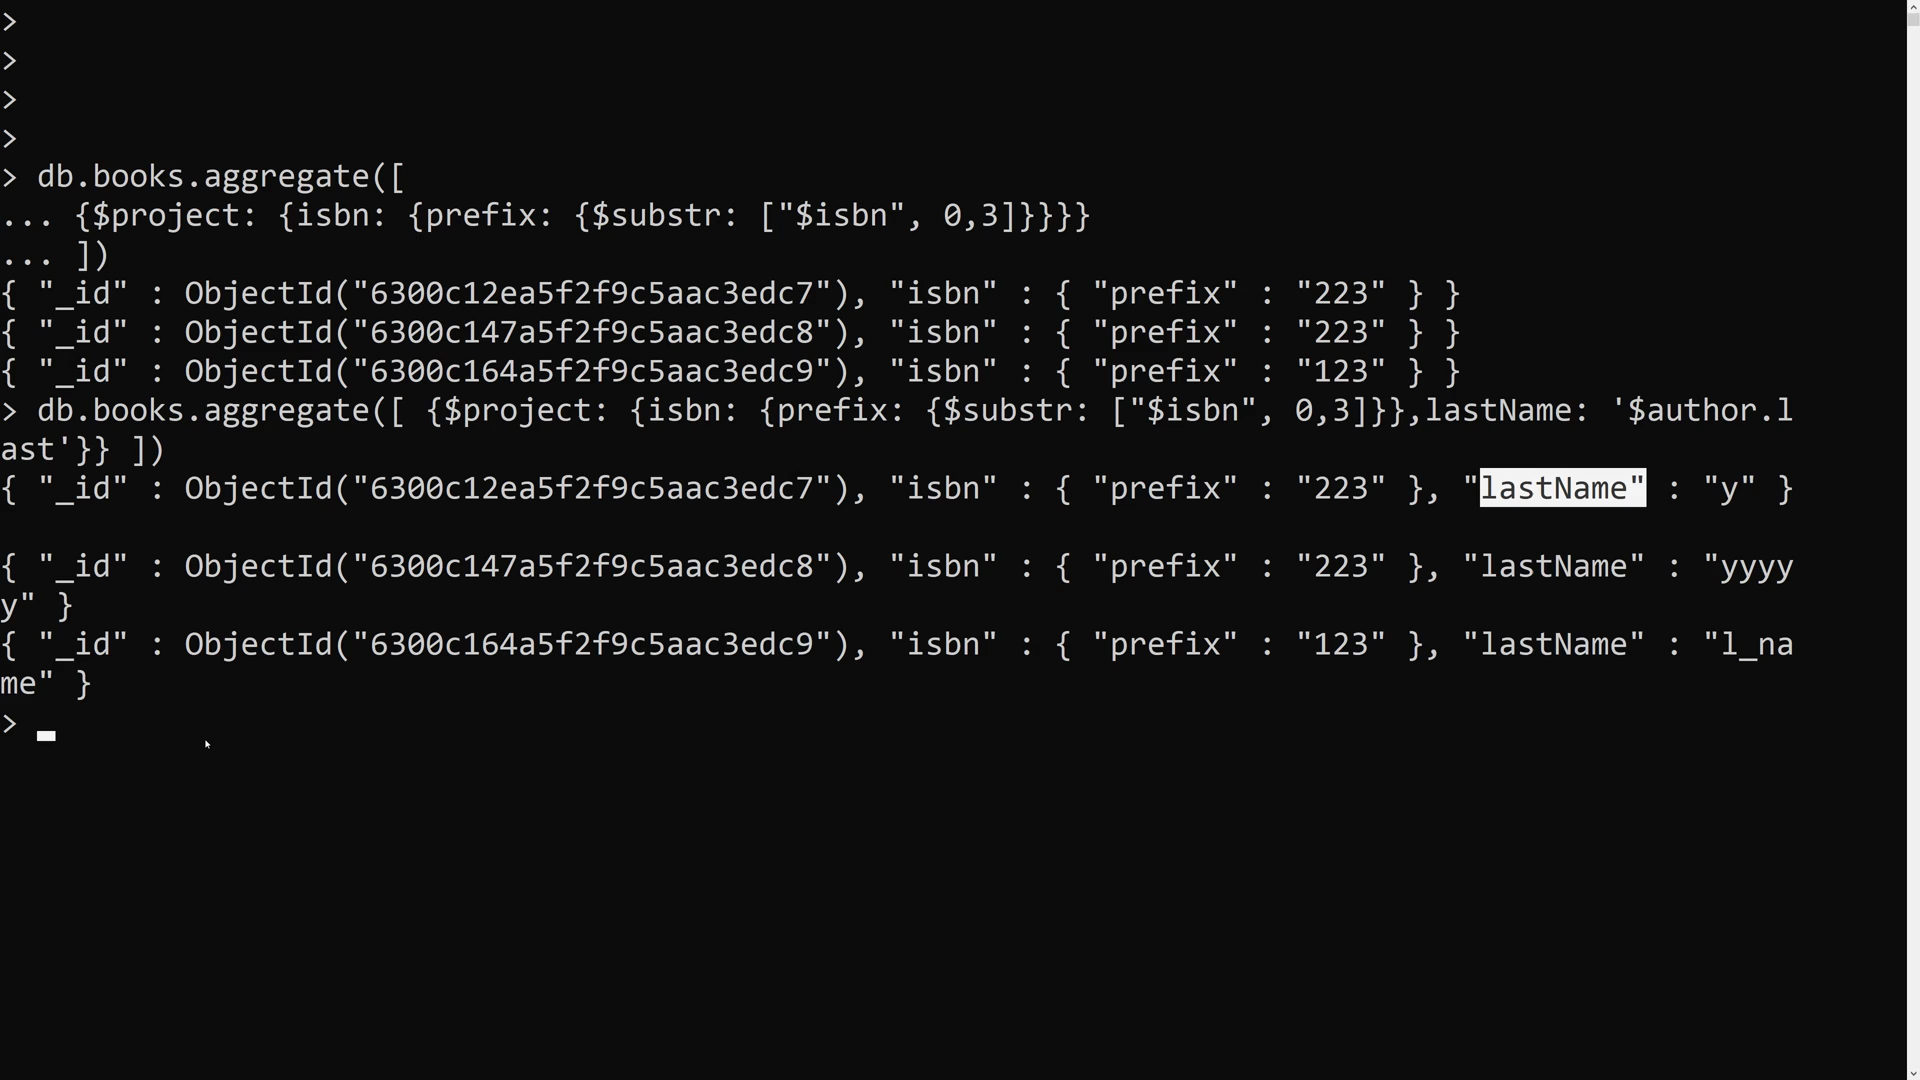 >
>
>
>
> db.books.aggregate([
... {$project: {isbn: {prefix: {$substr: ["$isbn", 0,3]}}}}
... ])
{ "_id" : ObjectId("6300c12ea5f2f9c5aac3edc7"), "isbn" : { "prefix" : "223" } }
{ "_id" : ObjectId("6300c147a5f2f9c5aac3edc8"), "isbn" : { "prefix" : "223" } }
{ "_id" : ObjectId("6300c164a5f2f9c5aac3edc9"), "isbn" : { "prefix" : "123" } }
> db.books.aggregate([ {$project: {isbn: {prefix: {$substr: ["$isbn", 0,3]}},lastName: '$author.l
ast'}} ])
{ "_id" : ObjectId("6300c12ea5f2f9c5aac3edc7"), "isbn" : { "prefix" : "223" }, "lastName" : "y" }
{ "_id" : ObjectId("6300c147a5f2f9c5aac3edc8"), "isbn" : { "prefix" : "223" }, "lastName" : "yyyy
y" }
{ "_id" : ObjectId("6300c164a5f2f9c5aac3edc9"), "isbn" : { "prefix" : "123" }, "lastName" : "l_na
me" }
>